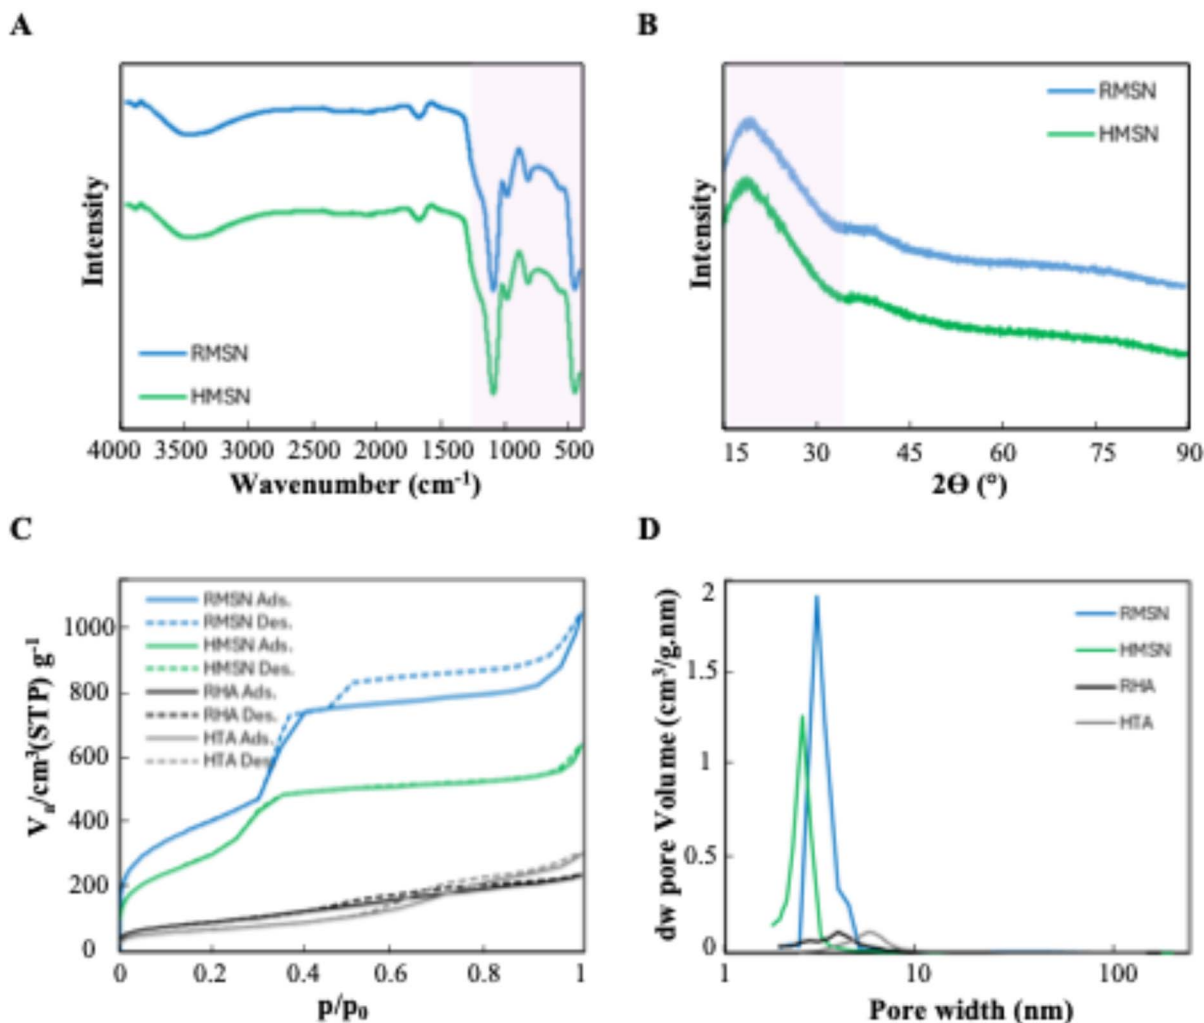 A
Intensity
RMSN
HMSN
4000 3500 3000 2500 2000 1500 1000 500
Wavenumber (cm⁻¹)
B
RMSN
HMSN
Intensity
15 30 45 60 75 90
2Θ (°)
C
Vₐ/cm³(STP) g⁻¹
1000
800
600
400
200
0
RMSN Ads.
RMSN Des.
HMSN Ads.
HMSN Des.
RHA Ads.
RHA Des.
HTA Ads.
HTA Des
0 0.2 0.4 0.6 0.8 1
p/p₀
D
dw pore Volume (cm³/g.nm)
2
1.5
1
0.5
0
RMSN
HMSN
RHA
HTA
1 10 100
Pore width (nm)